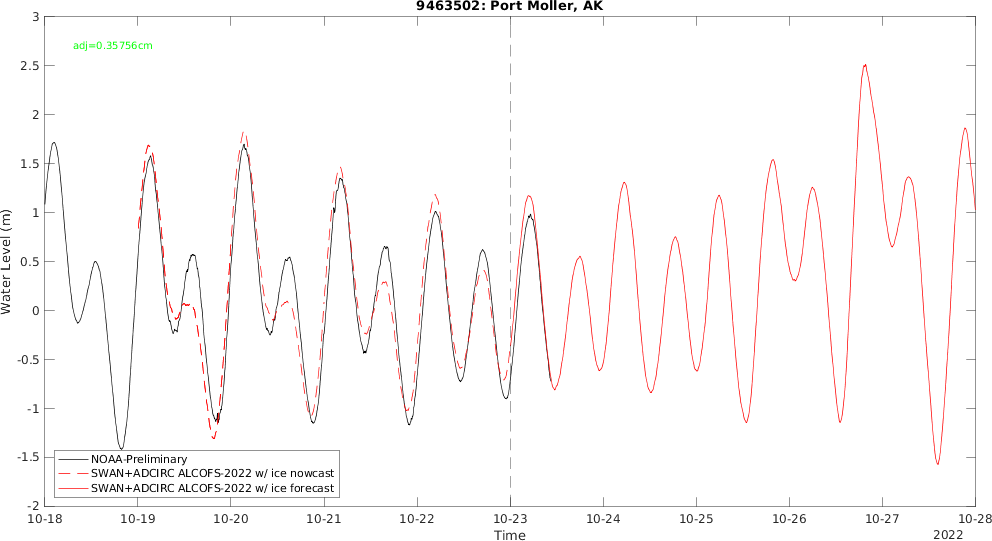 9463502: Port Moller, AK
adj=0.35756cm
Water Level (m)
3
2.5
2
1.5
1
0.5
0
-0.5
-1
-1.5
-2
NOAA-Preliminary
SWAN+ADCIRC ALCOFS-2022 w/ ice nowcast
SWAN+ADCIRC ALCOFS-2022 w/ ice forecast
10-18 10-19 10-20 10-21 10-22 10-23 10-24 10-25 10-26 10-27 10-28
Time
2022